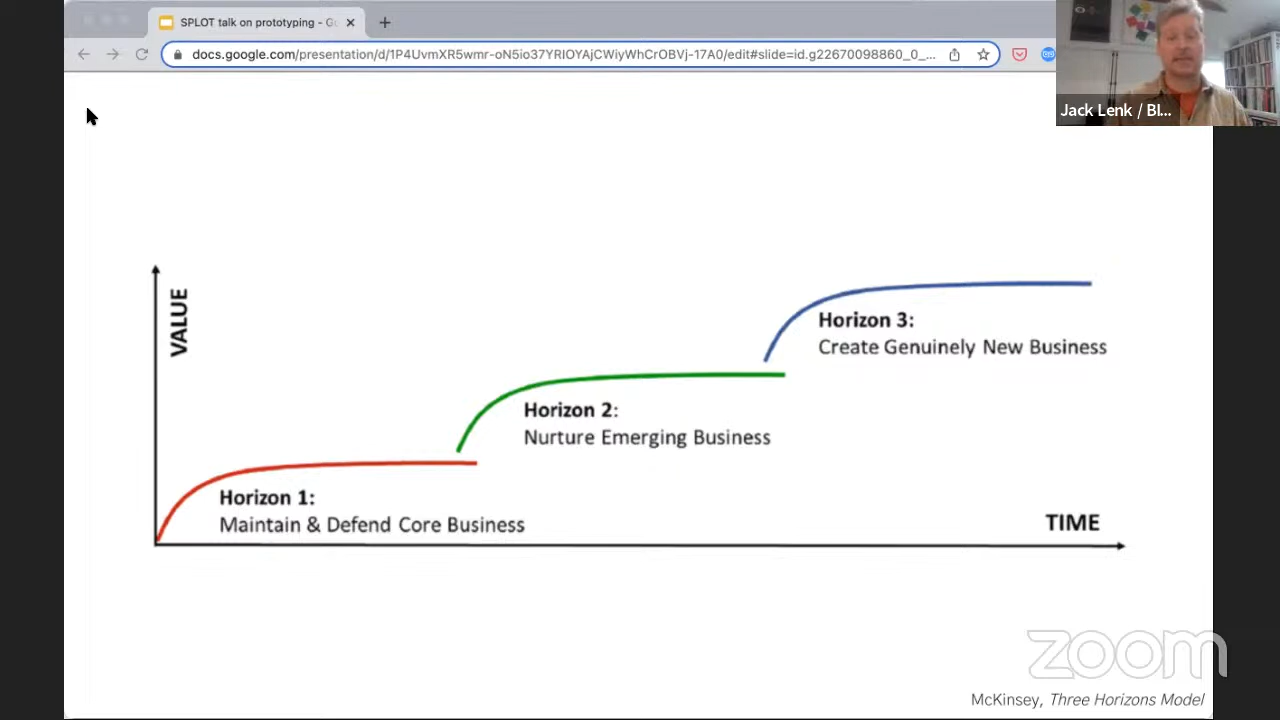 SPLOT talk on prototyping - G
docs.google.com/presentation/d/1P4UvmXR5wmr-oN5io37YRIOYAjCWiyWhCrOBVj-17A0/edit#slide=id.g22670098860_0_...
Jack Lenk / Bl...
VALUE
Horizon 3:
Create Genuinely New Business
Horizon 2:
Nurture Emerging Business
Horizon 1:
Maintain & Defend Core Business
TIME
zoom
McKinsey, Three Horizons Model